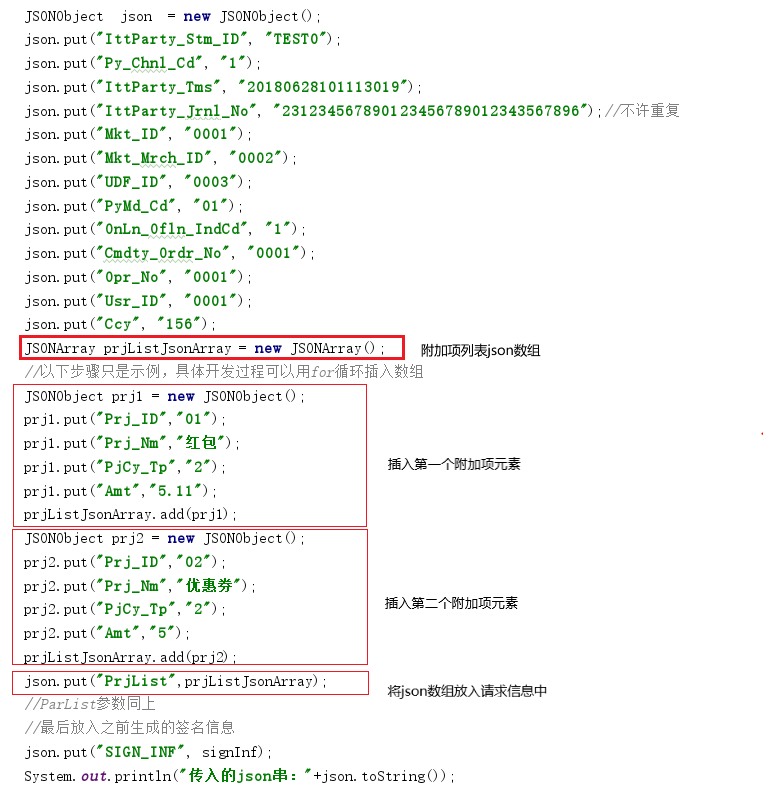 JSONObject  json  = new JSONObject();
json.put("IttParty_Stm_ID", "TEST0");
json.put("Py_Chnl_Cd", "1");
json.put("IttParty_Tms", "20180628101113019");
json.put("IttParty_Jrnl_No", "231234567890123456789012343567896");//不许重复
json.put("Mkt_ID", "0001");
json.put("Mkt_Mrch_ID", "0002");
json.put("UDF_ID", "0003");
json.put("PyMd_Cd", "01");
json.put("OnLn_Ofln_IndCd", "1");
json.put("Cmdty_Ordr_No", "0001");
json.put("Opr_No", "0001");
json.put("Usr_ID", "0001");
json.put("Ccy", "156");
JSONArray prjListJsonArray = new JSONArray(); 附加项列表json数组
//以下步骤只是示例，具体开发过程可以用for循环插入数组
JSONObject prj1 = new JSONObject();
prj1.put("Prj_ID","01");
prj1.put("Prj_Nm","红包");
prj1.put("PjCy_Tp","2"); 插入第一个附加项元素
prj1.put("Amt","5.11");
prjListJsonArray.add(prj1);
JSONObject prj2 = new JSONObject();
prj2.put("Prj_ID","02");
prj2.put("Prj_Nm","优惠券");
prj2.put("PjCy_Tp","2"); 插入第二个附加项元素
prj2.put("Amt","5");
prjListJsonArray.add(prj2);
json.put("PrjList",prjListJsonArray); 将json数组放入请求信息中
//ParList参数同上
//最后放入之前生成的签名信息
json.put("SIGN_INF", signInf);
System.out.println("传入的json串："+json.toString());